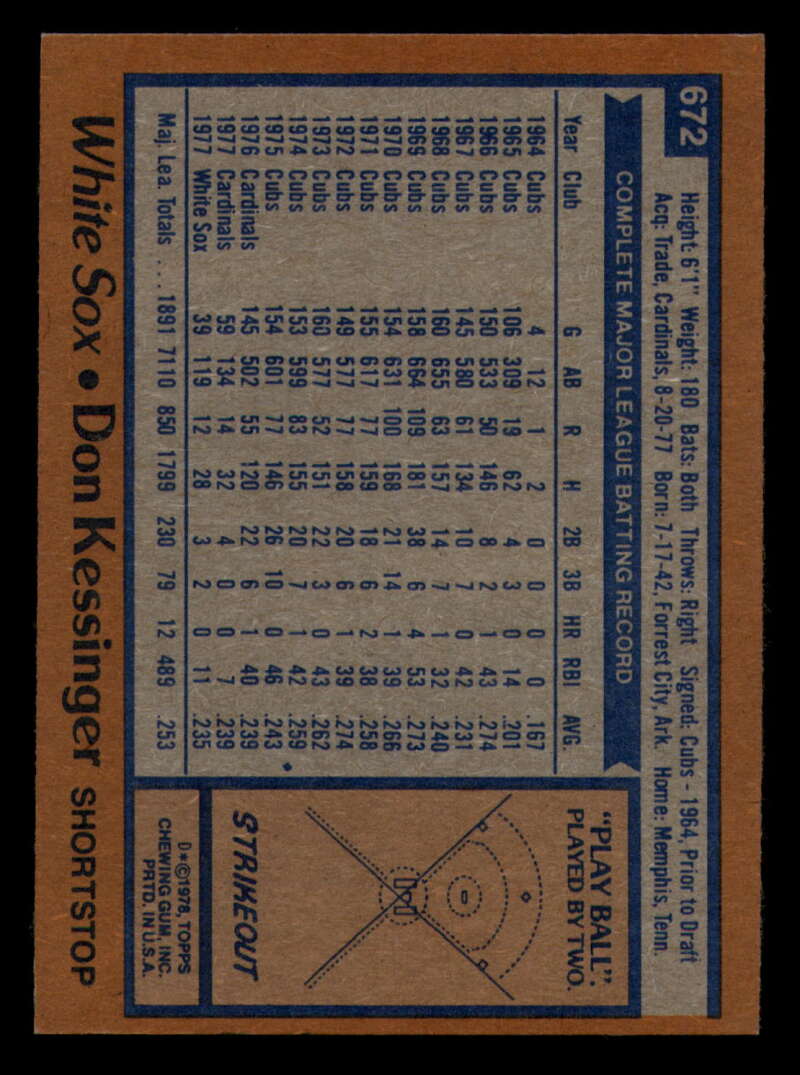 672
Height: 6'1" Weight: 180 Bats: Both Throws: Right Signed: Cubs - 1964, Prior to Draft
Acq: Trade, Cardinals, 8-20-77 Born: 7-17-42, Forrest City, Ark. Home: Memphis, Tenn.
COMPLETE MAJOR LEAGUE BATTING RECORD
Year Club G AB R H 2B 3B HR RBI AVG.
1964 Cubs 4 12 1 2 0 0 0 0 .167
1965 Cubs 106 309 19 62 4 3 0 14 .201
1966 Cubs 150 533 50 146 8 2 1 43 .274
1967 Cubs 145 580 61 134 10 7 0 42 .231
1968 Cubs 160 655 63 157 14 7 1 32 .240
1969 Cubs 158 664 109 181 38 6 4 53 .273
1970 Cubs 154 631 100 168 21 14 1 39 .266
1971 Cubs 155 617 77 159 18 6 2 38 .258
1972 Cubs 149 577 77 158 20 6 1 39 .274
1973 Cubs 160 577 52 151 22 3 0 43 .262
1974 Cubs 153 599 83 155 20 7 1 42 .259
1975 Cubs 154 601 77 146 26 10 0 46 .243
1976 Cardinals 145 502 55 120 22 6 1 40 .239
1977 Cardinals 59 134 14 32 4 0 0 7 .239
1977 White Sox 39 119 12 28 3 2 0 11 .235
Maj. Lea. Totals ... 1891 7110 850 1799 230 79 12 489 .253
"PLAY BALL".
PLAYED BY TWO.
STRIKEOUT
D*©1978, TOPPS
CHEWING GUM, INC.
PRTD. IN U.S.A.
White Sox • Don Kessinger SHORTSTOP